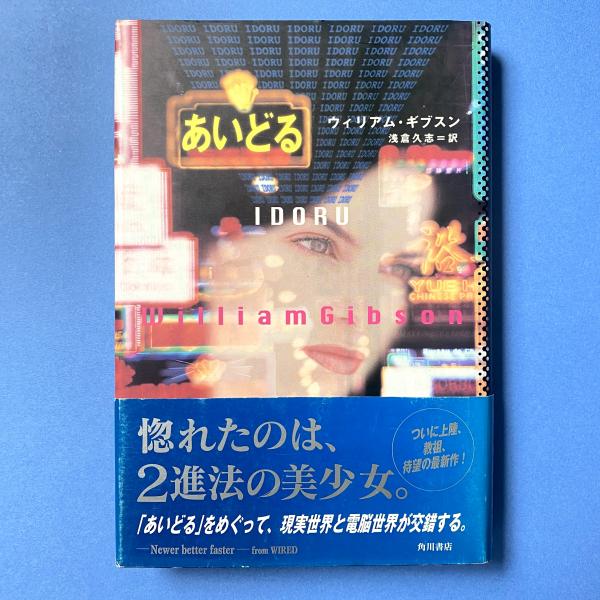 IDORU IDORU IDORU IDORU IDORU IDORU
あいどる
ウィリアム・ギブスン
浅倉久志=訳
IDORU
WilliamGibson
浴
CHINESE
惚れたのは、
2進法の美少女。
ついに上陸、
教祖、
待望の最新作!
「あいどる」をめぐって、現実世界と電脳世界が交錯する。
Newer better faster — from WIRED
角川書店